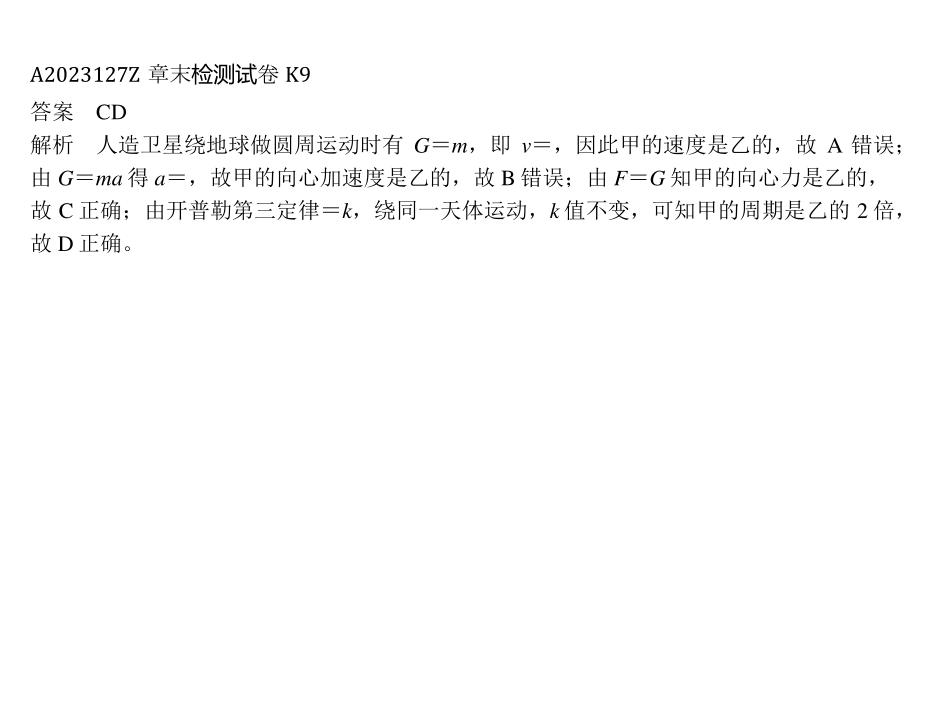 A2023127Z 章末检测试卷 K9
答案　CD
解析　人造卫星绕地球做圆周运动时有 G＝m，即 v＝，因此甲的速度是乙的，故 A 错误；
由 G＝ma 得 a＝，故甲的向心加速度是乙的，故 B 错误；由 F＝G 知甲的向心力是乙的，
故 C 正确；由开普勒第三定律＝k，绕同一天体运动，k 值不变，可知甲的周期是乙的 2 倍，
故 D 正确。